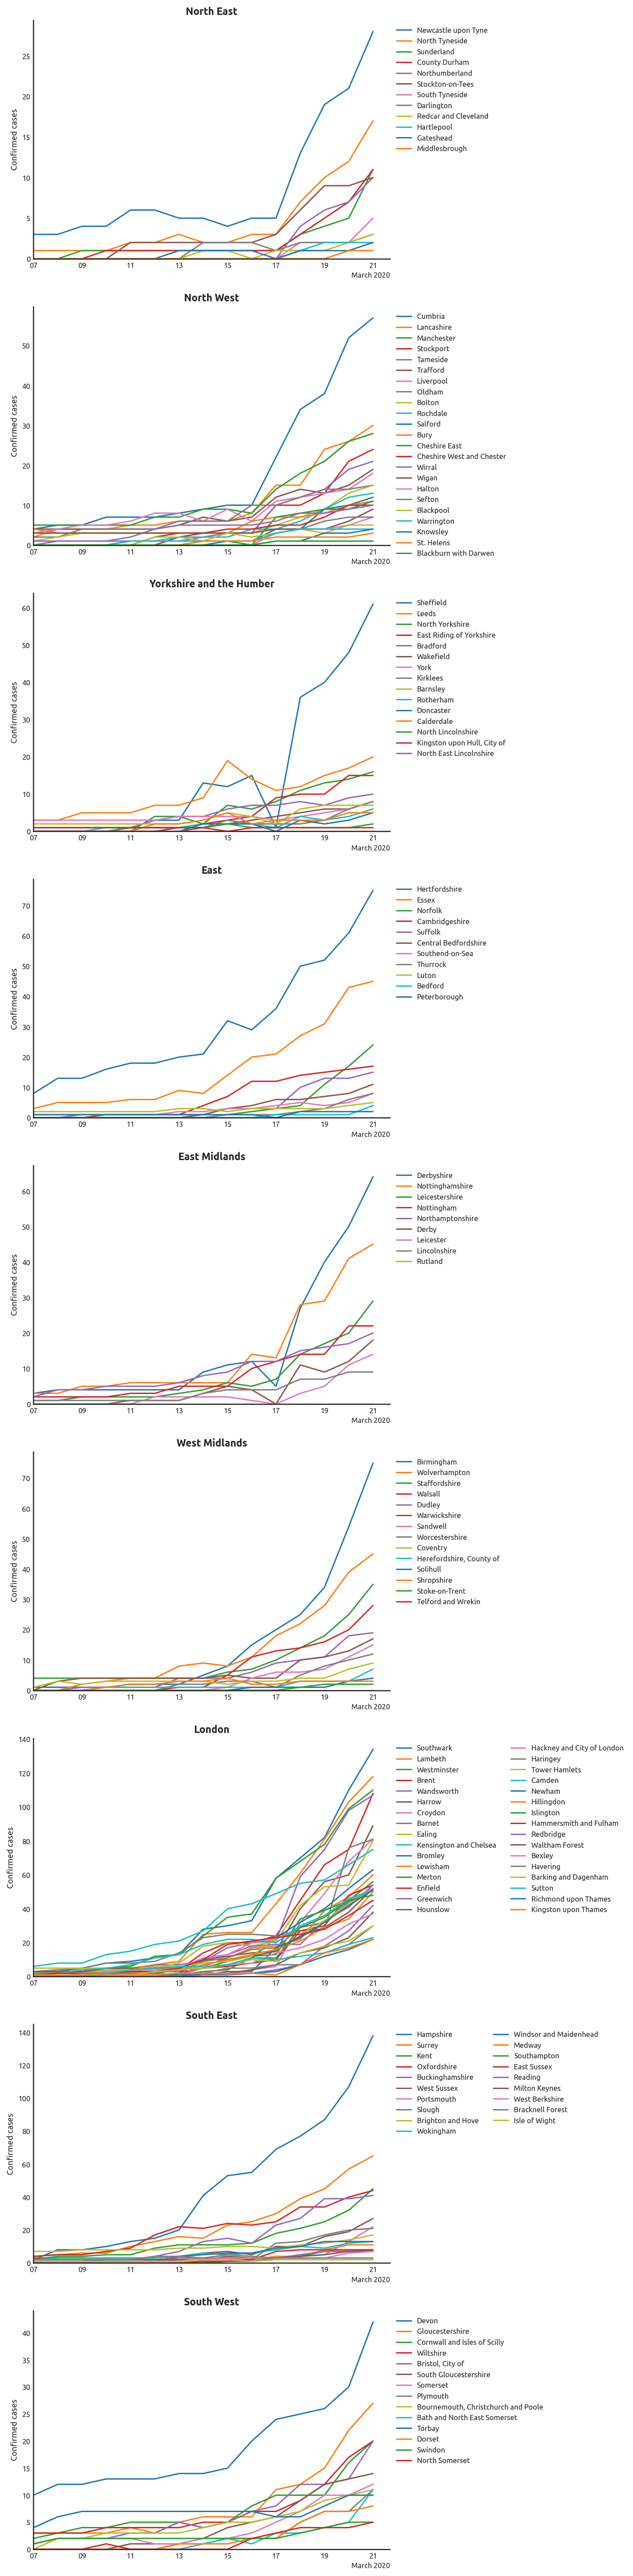 North East
Confirmed cases
25
20
15
10
5
0
07 09 11 13 15 17 19 21
March 2020
Newcastle upon Tyne
North Tyneside
Sunderland
County Durham
Northumberland
Stockton-on-Tees
South Tyneside
Darlington
Redcar and Cleveland
Hartlepool
Gateshead
Middlesbrough
North West
Confirmed cases
50
40
30
20
10
0
07 09 11 13 15 17 19 21
March 2020
Cumbria
Lancashire
Manchester
Stockport
Tameside
Trafford
Liverpool
Oldham
Bolton
Rochdale
Salford
Bury
Cheshire East
Cheshire West and Chester
Wirral
Wigan
Halton
Sefton
Blackpool
Warrington
Knowsley
St. Helens
Blackburn with Darwen
Yorkshire and the Humber
Confirmed cases
60
50
40
30
20
10
0
07 09 11 13 15 17 19 21
March 2020
Sheffield
Leeds
North Yorkshire
East Riding of Yorkshire
Bradford
Wakefield
York
Kirklees
Barnsley
Rotherham
Doncaster
Calderdale
North Lincolnshire
Kingston upon Hull, City of
North East Lincolnshire
East
Confirmed cases
70
60
50
40
30
20
10
0
07 09 11 13 15 17 19 21
March 2020
Hertfordshire
Essex
Norfolk
Cambridgeshire
Suffolk
Central Bedfordshire
Southend-on-Sea
Thurrock
Luton
Bedford
Peterborough
East Midlands
Confirmed cases
60
50
40
30
20
10
0
07 09 11 13 15 17 19 21
March 2020
Derbyshire
Nottinghamshire
Leicestershire
Nottingham
Northamptonshire
Derby
Leicester
Lincolnshire
Rutland
West Midlands
Confirmed cases
70
60
50
40
30
20
10
0
07 09 11 13 15 17 19 21
March 2020
Birmingham
Wolverhampton
Staffordshire
Walsall
Dudley
Warwickshire
Sandwell
Worcestershire
Coventry
Herefordshire, County of
Solihull
Shropshire
Stoke-on-Trent
Telford and Wrekin
London
Confirmed cases
140
120
100
80
60
40
20
0
07 09 11 13 15 17 19 21
March 2020
Southwark
Lambeth
Westminster
Brent
Wandsworth
Harrow
Croydon
Barnet
Ealing
Kensington and Chelsea
Bromley
Lewisham
Merton
Enfield
Greenwich
Hounslow
Hackney and City of London
Haringey
Tower Hamlets
Camden
Newham
Hillingdon
Islington
Hammersmith and Fulham
Redbridge
Waltham Forest
Bexley
Havering
Barking and Dagenham
Sutton
Richmond upon Thames
Kingston upon Thames
South East
Confirmed cases
140
120
100
80
60
40
20
0
07 09 11 13 15 17 19 21
March 2020
Hampshire
Surrey
Kent
Oxfordshire
Buckinghamshire
West Sussex
Portsmouth
Slough
Brighton and Hove
Wokingham
Windsor and Maidenhead
Medway
Southampton
East Sussex
Reading
Milton Keynes
West Berkshire
Bracknell Forest
Isle of Wight
South West
Confirmed cases
40
35
30
25
20
15
10
5
0
07 09 11 13 15 17 19 21
March 2020
Devon
Gloucestershire
Cornwall and Isles of Scilly
Wiltshire
Bristol, City of
South Gloucestershire
Somerset
Plymouth
Bournemouth, Christchurch and Poole
Bath and North East Somerset
Torbay
Dorset
Swindon
North Somerset